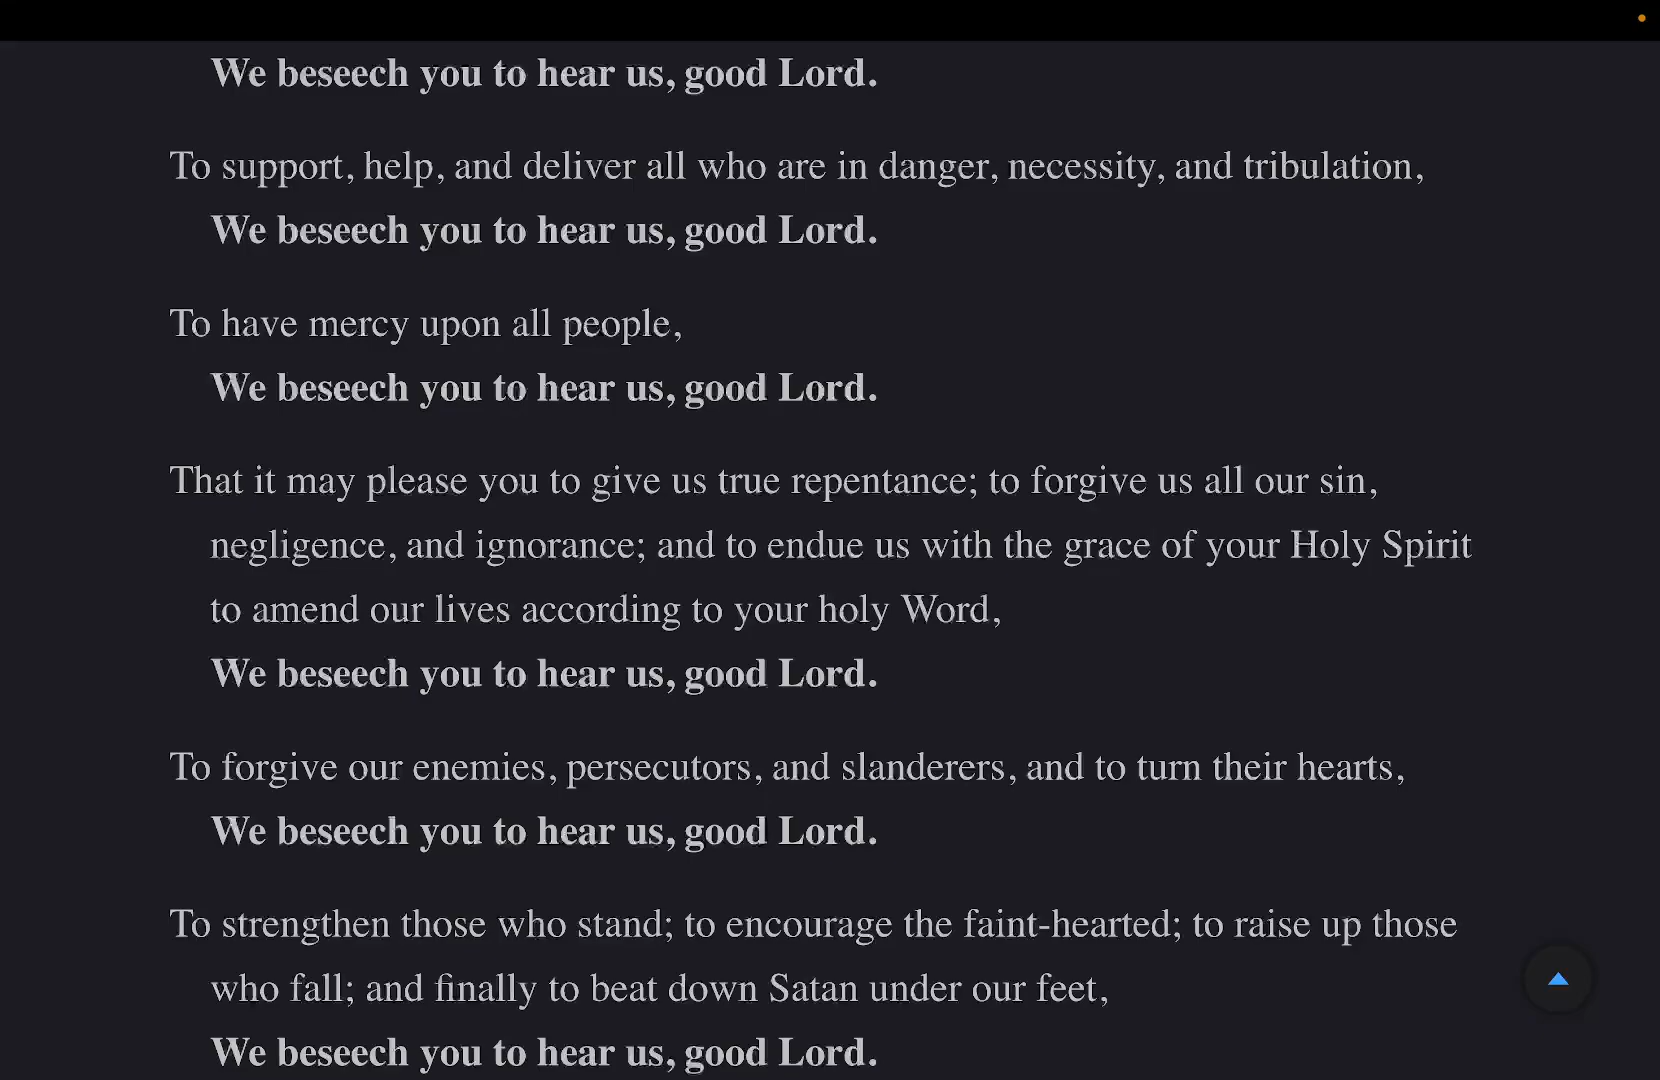 We beseech you to hear us, good Lord.
To support, help, and deliver all who are in danger, necessity, and tribulation,
We beseech you to hear us, good Lord.
To have mercy upon all people,
We beseech you to hear us, good Lord.
That it may please you to give us true repentance; to forgive us all our sin,
negligence, and ignorance; and to endue us with the grace of your Holy Spirit
to amend our lives according to your holy Word,
We beseech you to hear us, good Lord.
To forgive our enemies, persecutors, and slanderers, and to turn their hearts,
We beseech you to hear us, good Lord.
To strengthen those who stand; to encourage the faint-hearted; to raise up those
who fall; and finally to beat down Satan under our feet,
We beseech you to hear us, good Lord.